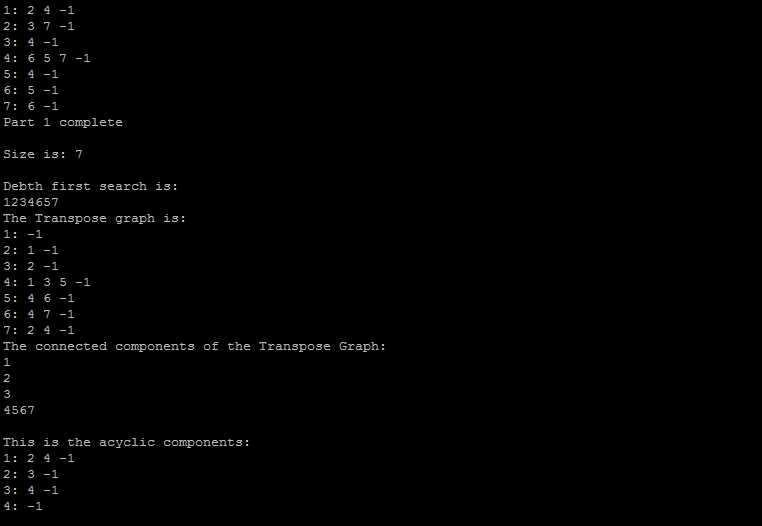 1: 2 4 -1
2: 3 7 -1
3: 4 -1
4: 6 5 7 -1
5: 4 -1
6: 5 -1
7: 6 -1
Part 1 complete
Size is: 7
Debth first search is:
1234657
The Transpose graph is:
1: -1
2: 1 -1
3: 2 -1
4: 1 3 5 -1
5: 4 6 -1
6: 4 7 -1
7: 2 4 -1
The connected components of the Transpose Graph:
1
2
3
4567
This is the acyclic components:
1: 2 4 -1
2: 3 -1
3: 4 -1
4: -1